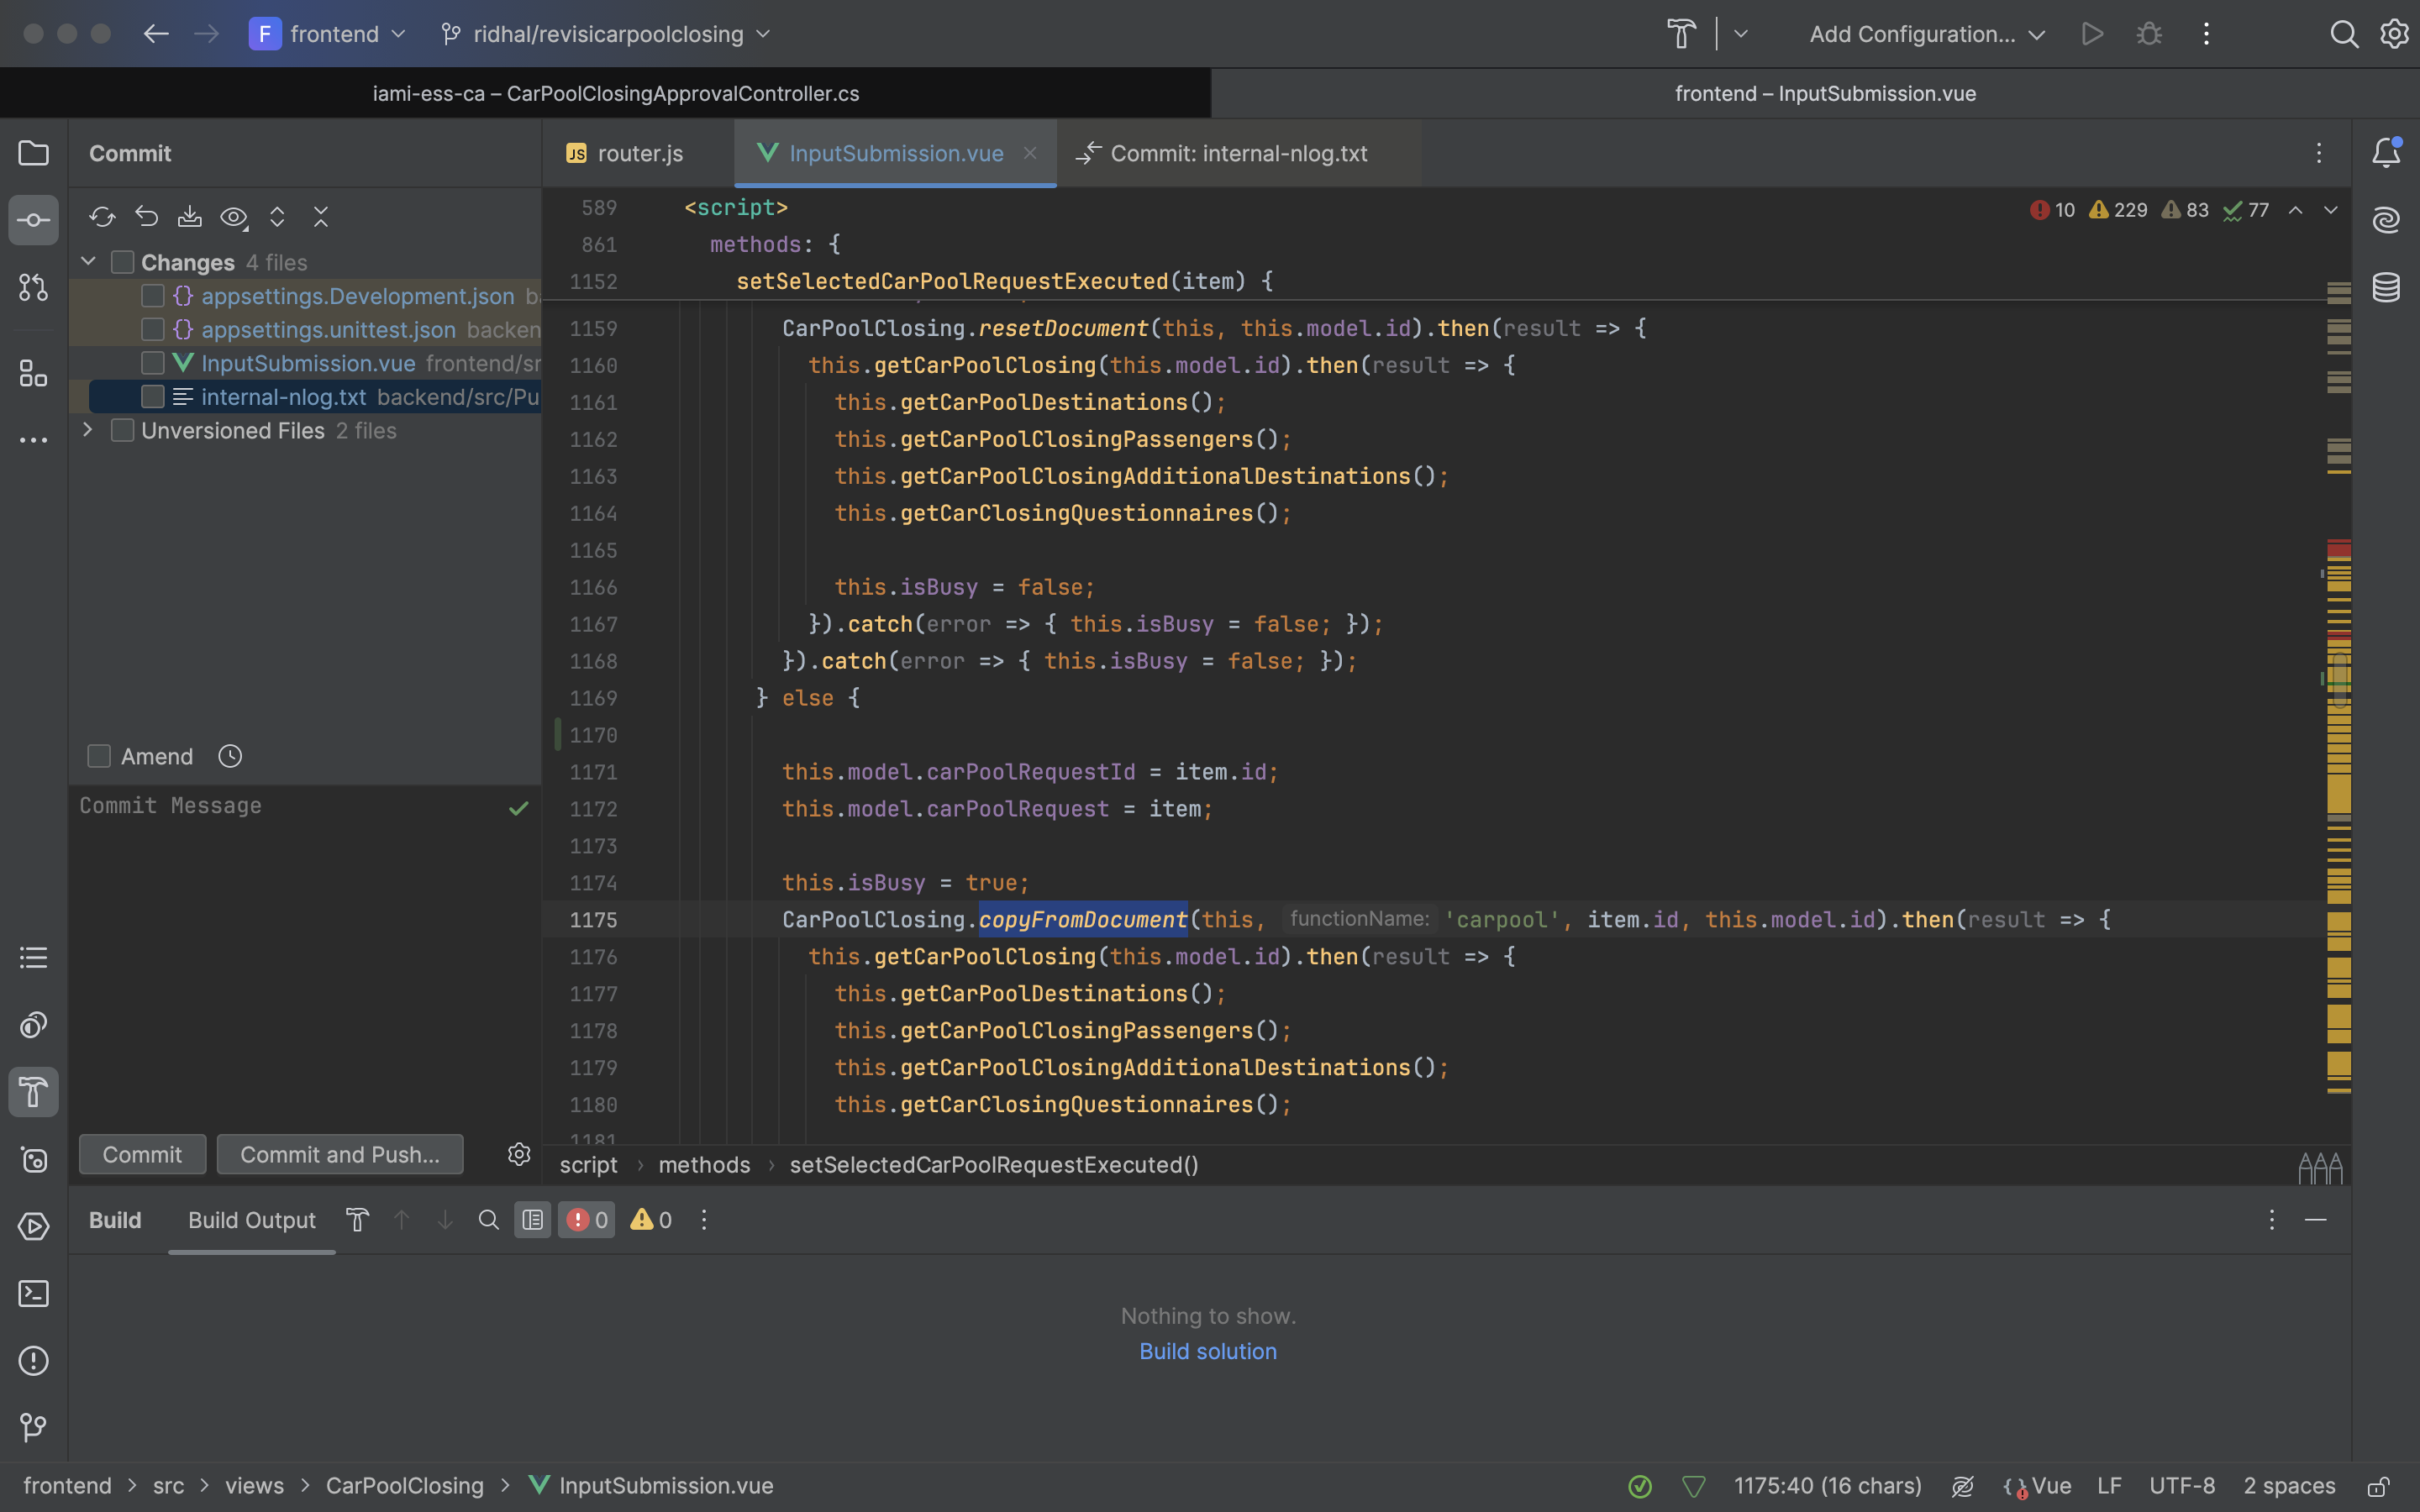 F frontend
ridhal/revisicarpoolclosing
Add Configuration...
iami-ess-ca – CarPoolClosingApprovalController.cs
frontend – InputSubmission.vue
Commit
JS router.js
InputSubmission.vue
Commit: internal-nlog.txt
Changes 4 files
appsettings.Development.json
appsettings.unittest.json backen
InputSubmission.vue frontend/sr
internal-nlog.txt backend/src/Pu
Unversioned Files 2 files
Amend
Commit Message
Commit
Commit and Push...
10 229 83 77
589 <script>
861 methods: {
1152 setSelectedCarPoolRequestExecuted(item) {
1159 CarPoolClosing.resetDocument(this, this.model.id).then(result => {
1160 this.getCarPoolClosing(this.model.id).then(result => {
1161 this.getCarPoolDestinations();
1162 this.getCarPoolClosingPassengers();
1163 this.getCarPoolClosingAdditionalDestinations();
1164 this.getCarClosingQuestionnaires();
1165
1166 this.isBusy = false;
1167 }).catch(error => { this.isBusy = false; });
1168 }).catch(error => { this.isBusy = false; });
1169 } else {
1170
1171 this.model.carPoolRequestId = item.id;
1172 this.model.carPoolRequest = item;
1173
1174 this.isBusy = true;
1175 CarPoolClosing.copyFromDocument(this, functionName: 'carpool', item.id, this.model.id).then(result => {
1176 this.getCarPoolClosing(this.model.id).then(result => {
1177 this.getCarPoolDestinations();
1178 this.getCarPoolClosingPassengers();
1179 this.getCarPoolClosingAdditionalDestinations();
1180 this.getCarClosingQuestionnaires();
1181
script › methods › setSelectedCarPoolRequestExecuted()
Build
Build Output
0 0
Nothing to show.
Build solution
frontend > src > views > CarPoolClosing > InputSubmission.vue
1175:40 (16 chars)
Vue
LF
UTF-8
2 spaces